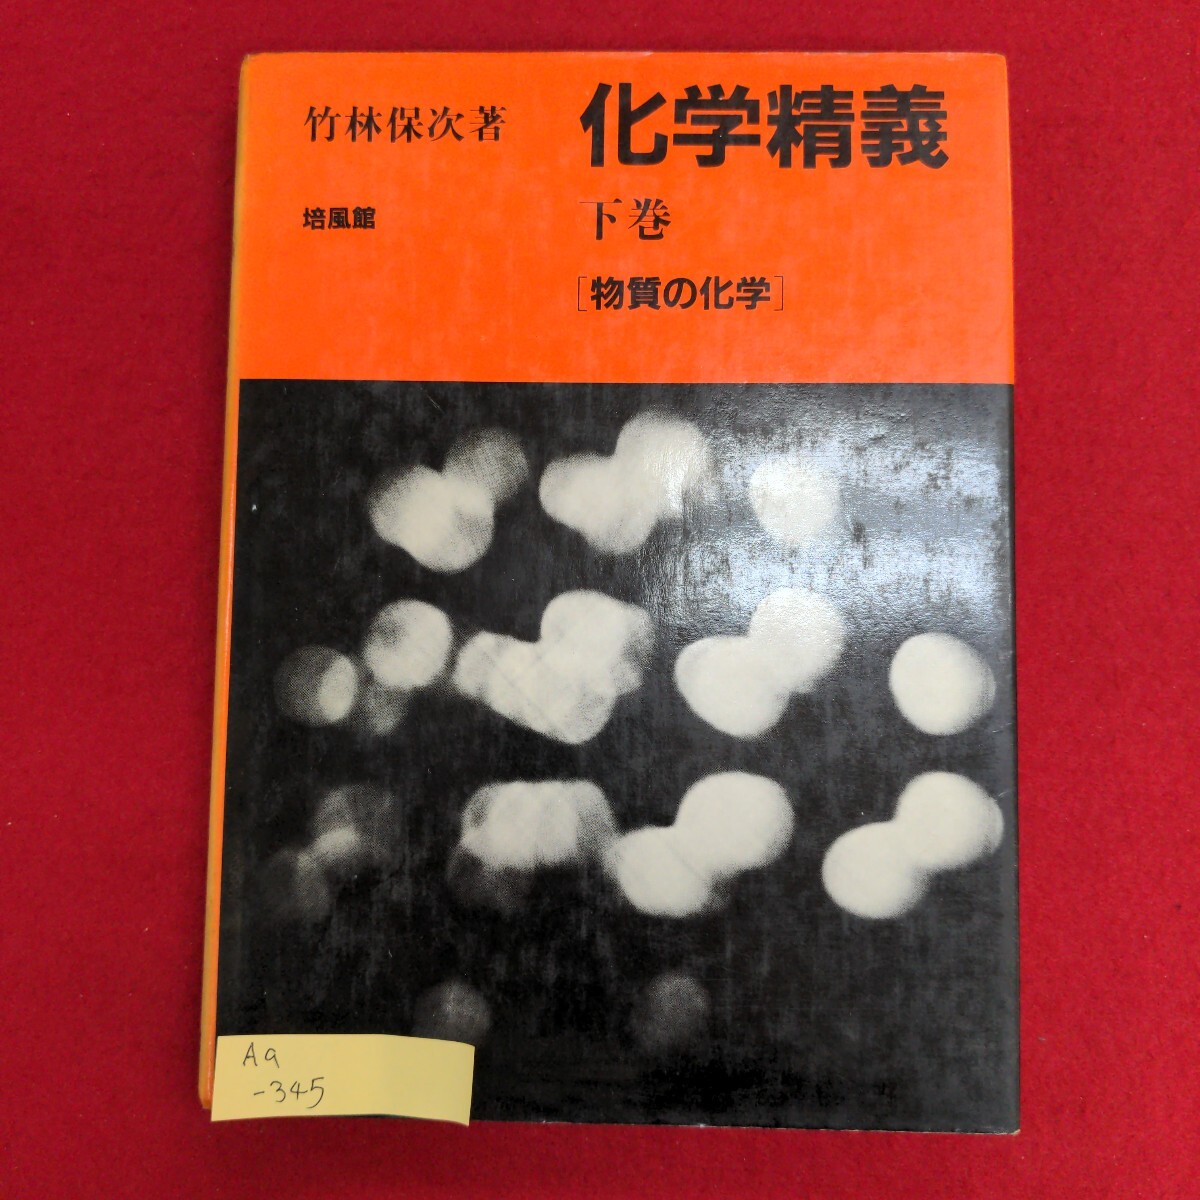 化学精義
下巻
[物質の化学]
竹林保次著
培風館
Aa
-345